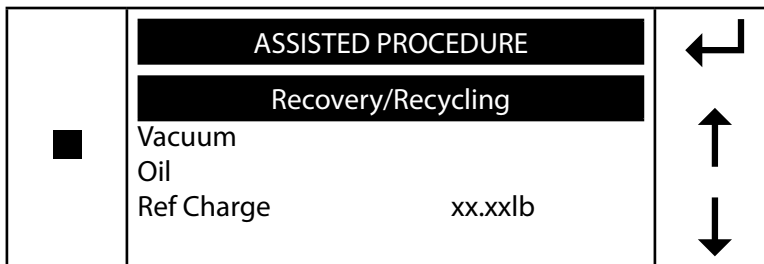 ASSISTED PROCEDURE
Recovery/Recycling
Vacuum
Oil
Ref Charge xx.xxlb